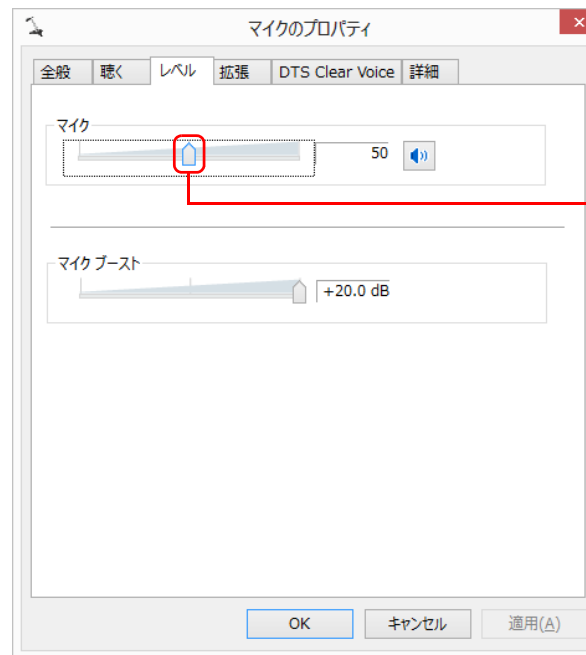 マイクのプロパティ
全般 聴く レベル 拡張 DTS Clear Voice 詳細
マイク
50
マイク ブースト
+20.0 dB
OK キャンセル 適用(A)